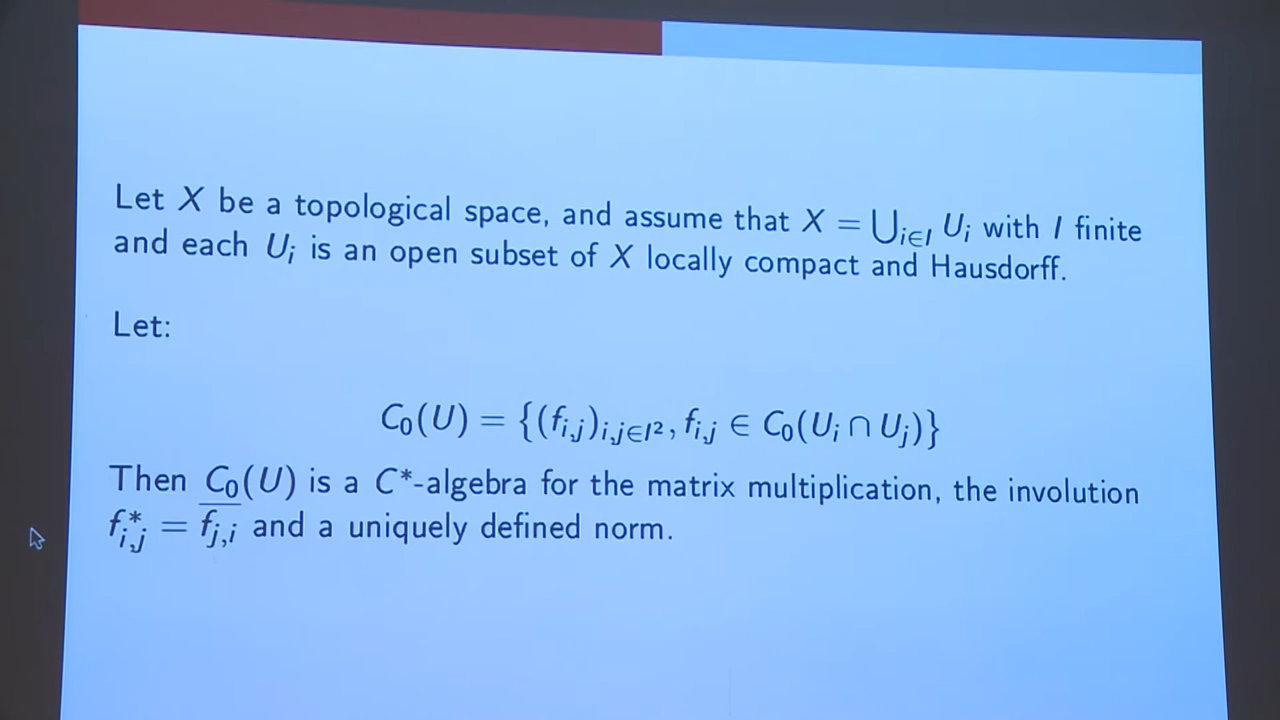 Let X be a topological space, and assume that X = ⋃_{i∈I} U_i with I finite
and each U_i is an open subset of X locally compact and Hausdorff.
Let:
C_0(U) = {(f_{i,j})_{i,j∈I²}, f_{i,j} ∈ C_0(U_i ∩ U_j)}
Then C_0(U) is a C*-algebra for the matrix multiplication, the involution
f*_{i,j} = \overline{f_{j,i}} and a uniquely defined norm.